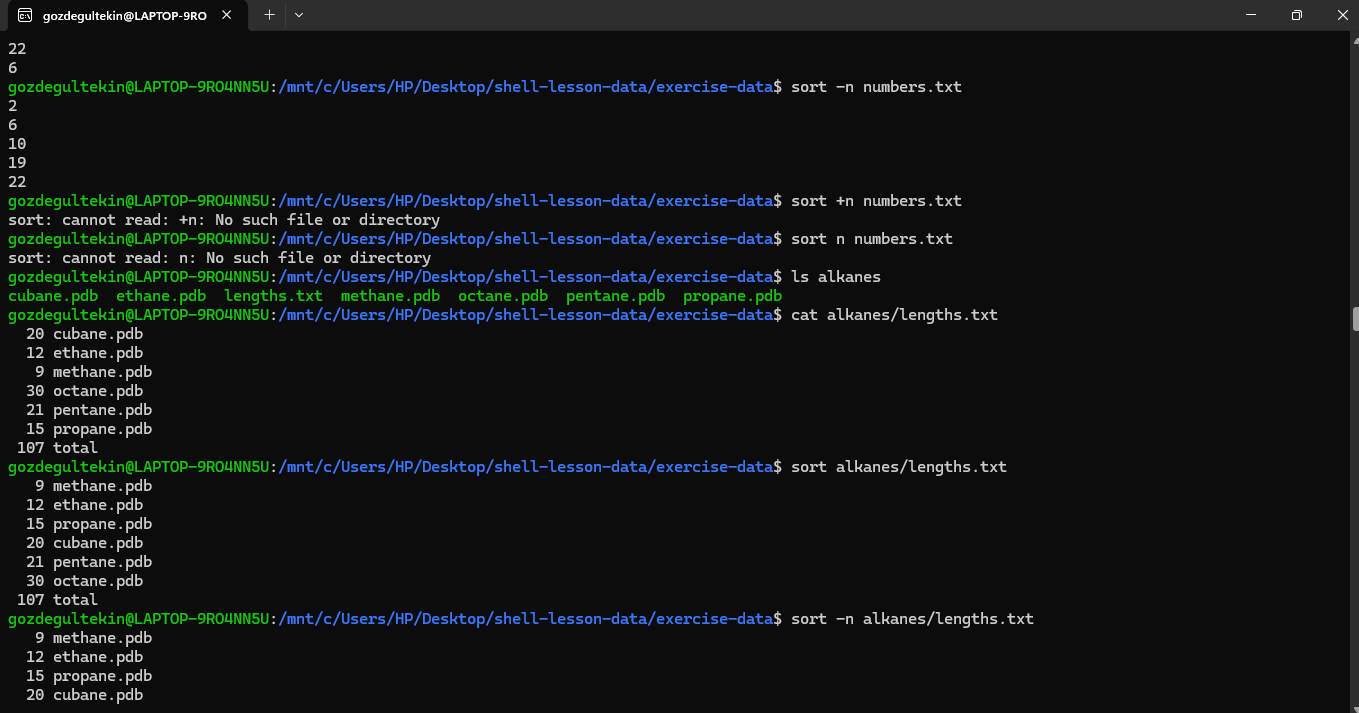 gozdegultekin@LAPTOP-9RO
22
6
gozdegultekin@LAPTOP-9RO4NN5U:/mnt/c/Users/HP/Desktop/shell-lesson-data/exercise-data$ sort -n numbers.txt
2
6
10
19
22
gozdegultekin@LAPTOP-9RO4NN5U:/mnt/c/Users/HP/Desktop/shell-lesson-data/exercise-data$ sort +n numbers.txt
sort: cannot read: +n: No such file or directory
gozdegultekin@LAPTOP-9RO4NN5U:/mnt/c/Users/HP/Desktop/shell-lesson-data/exercise-data$ sort n numbers.txt
sort: cannot read: n: No such file or directory
gozdegultekin@LAPTOP-9RO4NN5U:/mnt/c/Users/HP/Desktop/shell-lesson-data/exercise-data$ ls alkanes
cubane.pdb  ethane.pdb  lengths.txt  methane.pdb  octane.pdb  pentane.pdb  propane.pdb
gozdegultekin@LAPTOP-9RO4NN5U:/mnt/c/Users/HP/Desktop/shell-lesson-data/exercise-data$ cat alkanes/lengths.txt
  20 cubane.pdb
  12 ethane.pdb
   9 methane.pdb
  30 octane.pdb
  21 pentane.pdb
  15 propane.pdb
 107 total
gozdegultekin@LAPTOP-9RO4NN5U:/mnt/c/Users/HP/Desktop/shell-lesson-data/exercise-data$ sort alkanes/lengths.txt
   9 methane.pdb
  12 ethane.pdb
  15 propane.pdb
  20 cubane.pdb
  21 pentane.pdb
  30 octane.pdb
 107 total
gozdegultekin@LAPTOP-9RO4NN5U:/mnt/c/Users/HP/Desktop/shell-lesson-data/exercise-data$ sort -n alkanes/lengths.txt
   9 methane.pdb
  12 ethane.pdb
  15 propane.pdb
  20 cubane.pdb